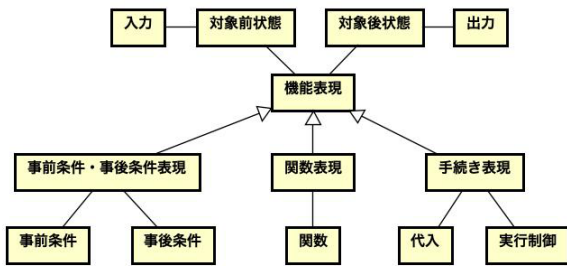 入力
対象前状態
対象後状態
出力
機能表現
事前条件・事後条件表現
関数表現
手続き表現
事前条件
事後条件
関数
代入
実行制御